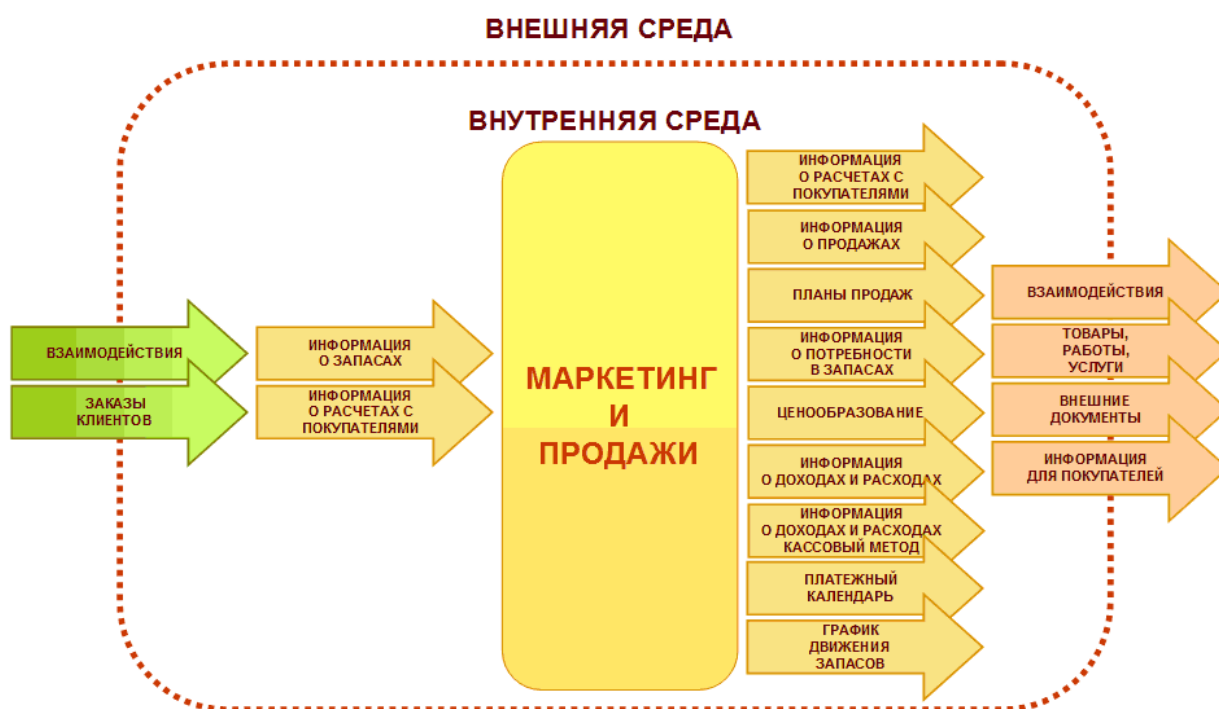 ВНЕШНЯЯ СРЕДА
ВНУТРЕННЯЯ СРЕДА
ВЗАИМОДЕЙСТВИЯ
ЗАКАЗЫ
КЛИЕНТОВ
ИНФОРМАЦИЯ
О ЗАПАСАХ
ИНФОРМАЦИЯ
О РАСЧЕТАХ С
ПОКУПАТЕЛЯМИ
МАРКЕТИНГ
И
ПРОДАЖИ
ИНФОРМАЦИЯ
О РАСЧЕТАХ С
ПОКУПАТЕЛЯМИ
ИНФОРМАЦИЯ
О ПРОДАЖАХ
ПЛАНЫ ПРОДАЖ
ИНФОРМАЦИЯ
О ПОТРЕБНОСТИ
В ЗАПАСАХ
ЦЕНООБРАЗОВАНИЕ
ИНФОРМАЦИЯ
О ДОХОДАХ И РАСХОДАХ
ИНФОРМАЦИЯ
О ДОХОДАХ И РАСХОДАХ
КАССОВЫЙ МЕТОД
ПЛАТЕЖНЫЙ
КАЛЕНДАРЬ
ГРАФИК
ДВИЖЕНИЯ
ЗАПАСОВ
ВЗАИМОДЕЙСТВИЯ
ТОВАРЫ,
РАБОТЫ,
УСЛУГИ
ВНЕШНИЕ
ДОКУМЕНТЫ
ИНФОРМАЦИЯ
ДЛЯ ПОКУПАТЕЛЕЙ